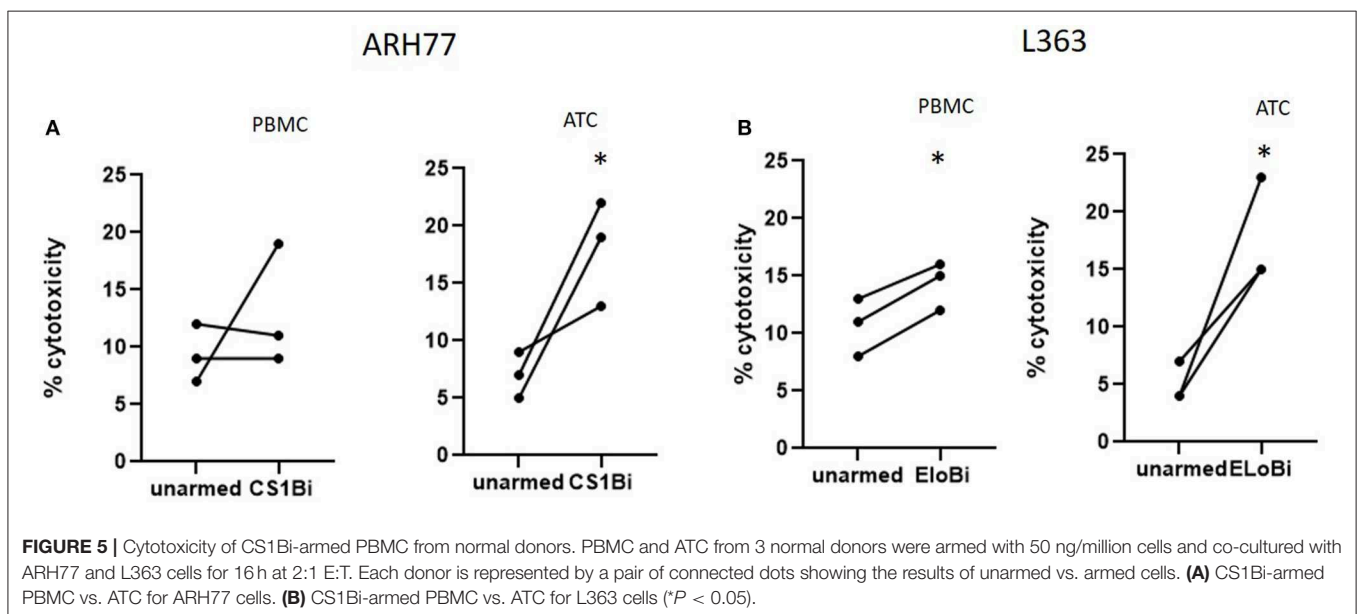 ARH77 L363
A PBMC ATC B PBMC ATC
* * *
25 25 25 25
20 20 20 20
15 15 15 15
10 10 10 10
5 5 5 5
0 0 0 0
% cytotoxicity % cytotoxicity % cytotoxicity % cytotoxicity
unarmed CS1Bi unarmed CS1Bi unarmed EloBi unarmedELoBi
FIGURE 5 | Cytotoxicity of CS1Bi-armed PBMC from normal donors. PBMC and ATC from 3 normal donors were armed with 50 ng/million cells and co-cultured with
ARH77 and L363 cells for 16 h at 2:1 E:T. Each donor is represented by a pair of connected dots showing the results of unarmed vs. armed cells. (A) CS1Bi-armed
PBMC vs. ATC for ARH77 cells. (B) CS1Bi-armed PBMC vs. ATC for L363 cells (*P < 0.05).